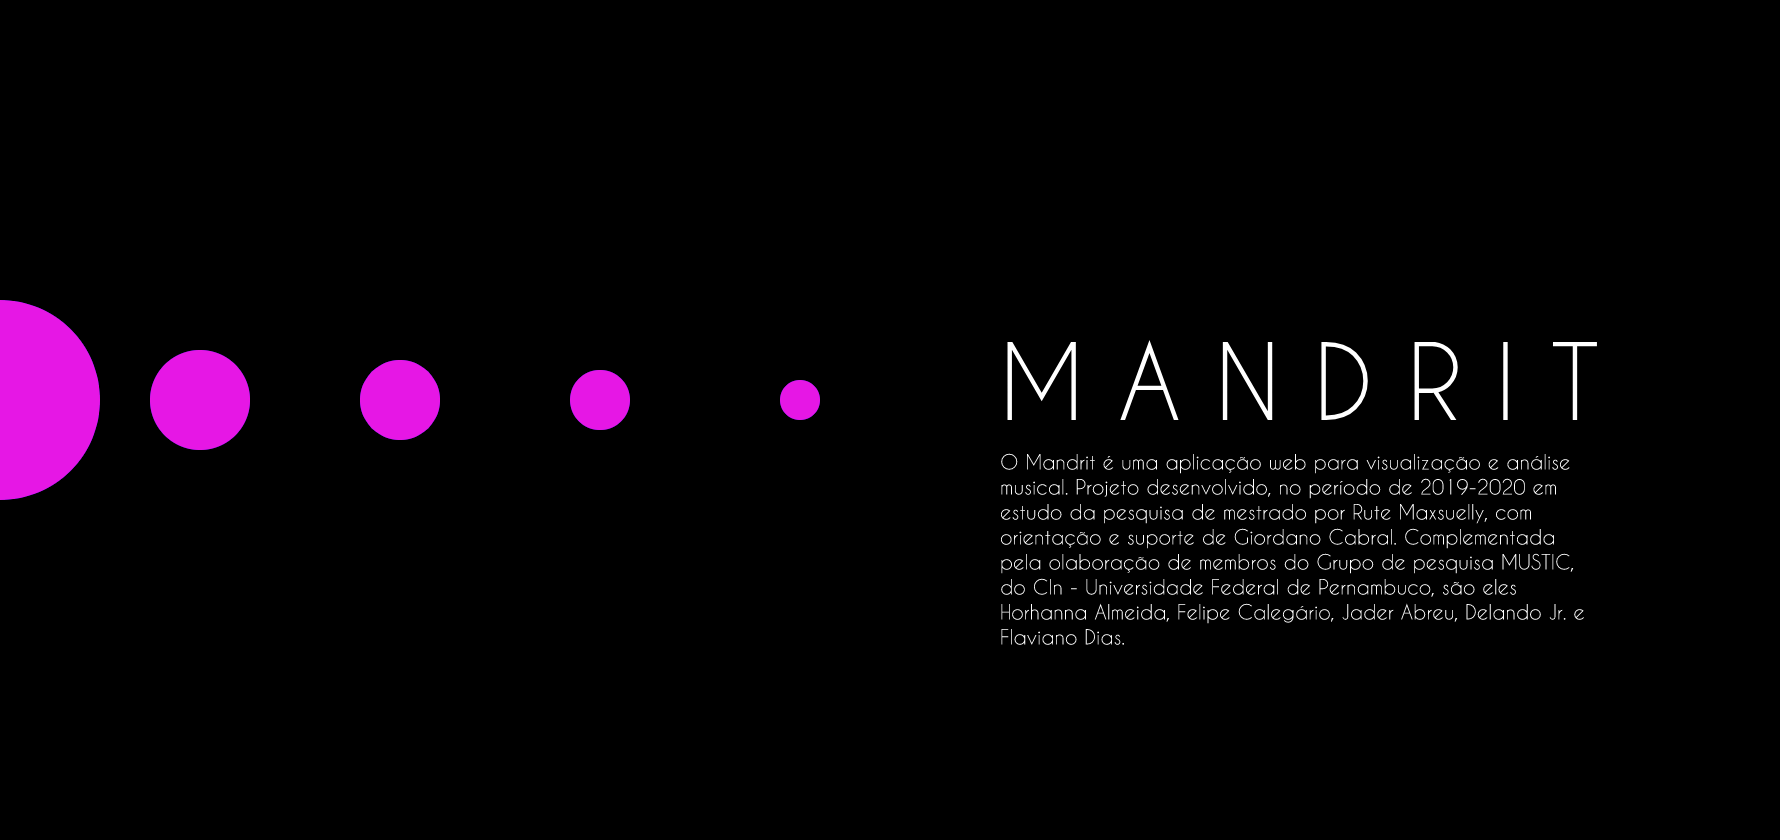 MANDRIT
O Mandrit é uma aplicação web para visualização e análise
musical. Projeto desenvolvido, no período de 2019-2020 em
estudo da pesquisa de mestrado por Rute Maxsuelly, com
orientação e suporte de Giordano Cabral. Complementada
pela olaboração de membros do Grupo de pesquisa MUSTIC,
do CIn - Universidade Federal de Pernambuco, são eles
Horhanna Almeida, Felipe Calegário, Jader Abreu, Delando Jr. e
Flaviano Dias.